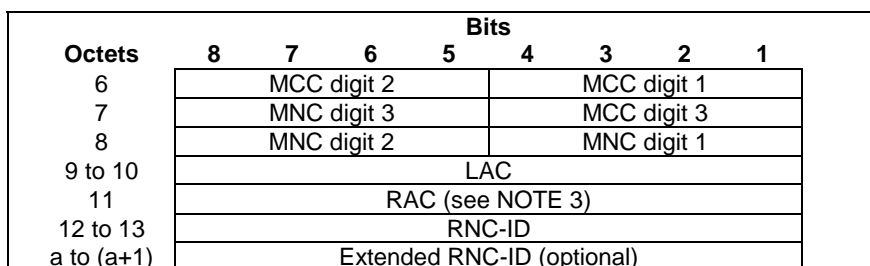 Bits
Octets 8 7 6 5 4 3 2 1
6 MCC digit 2 MCC digit 1
7 MNC digit 3 MCC digit 3
8 MNC digit 2 MNC digit 1
9 to 10 LAC
11 RAC (see NOTE 3)
12 to 13 RNC-ID
a to (a+1) Extended RNC-ID (optional)